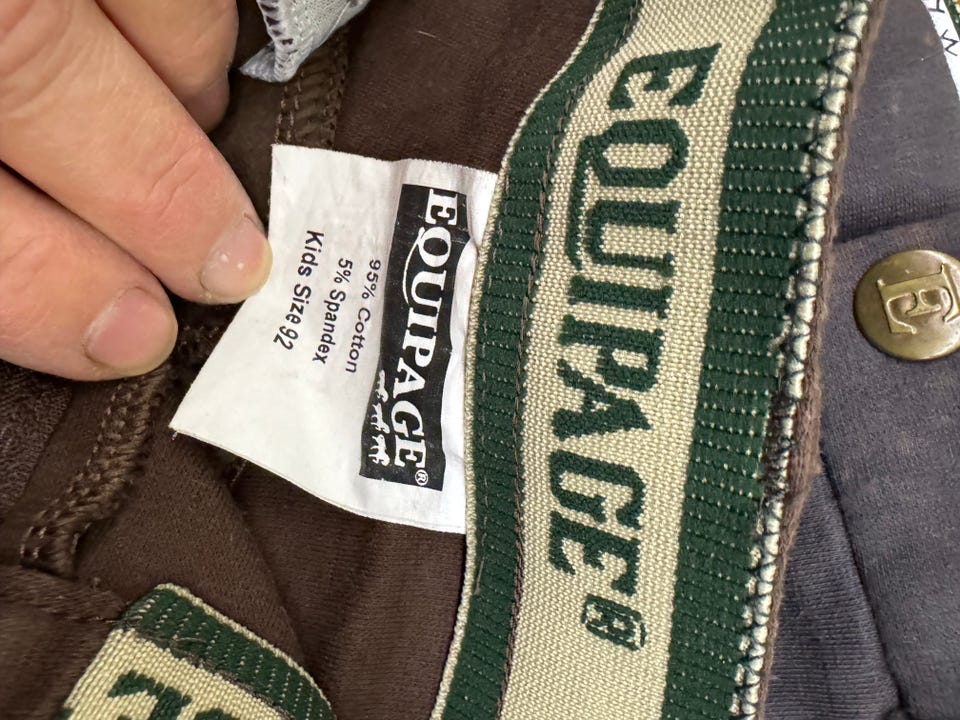 EQUIPAGE®
95% Cotton
5% Spandex
Kids Size 92
EQUIPAGE®
E